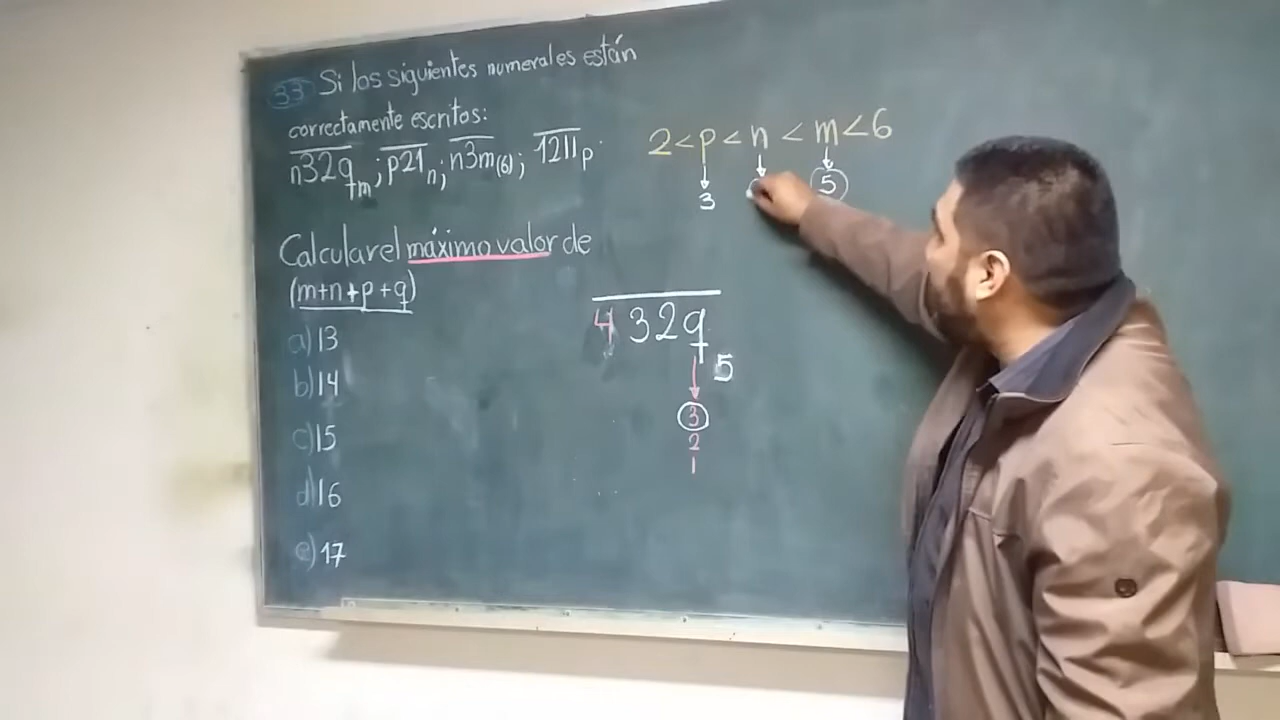 33 Si los siguientes numerales están
correctamente escritos:
n32q m ; p21 n ; n3m (6) ; 1211 p .
Calcular el máximo valor de
(m+n+p+q)
a) 13
b) 14
c) 15
d) 16
e) 17
2 < p < n < m < 6
3
5
4 3 2 q 5
3
2
1